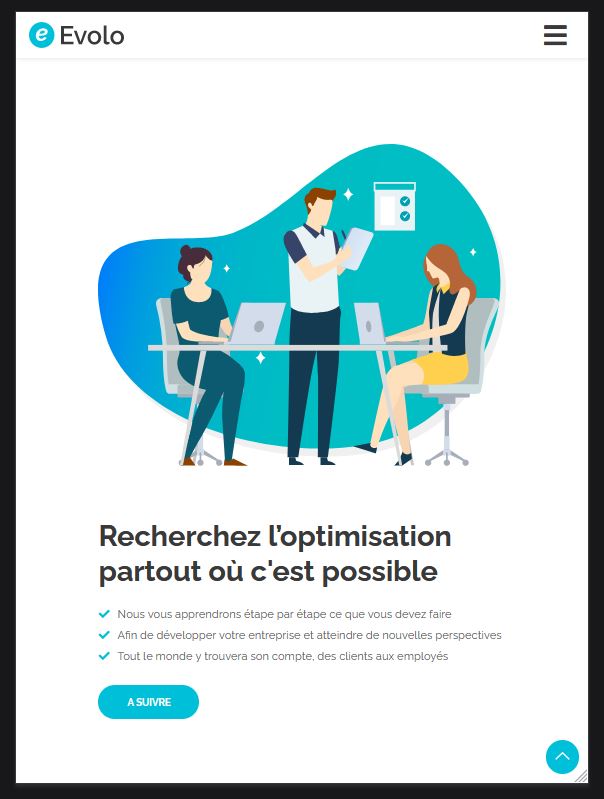 e Evolo
Recherchez l’optimisation
partout où c'est possible
Nous vous apprendrons étape par étape ce que vous devez faire
Afin de développer votre entreprise et atteindre de nouvelles perspectives
Tout le monde y trouvera son compte, des clients aux employés
A SUIVRE